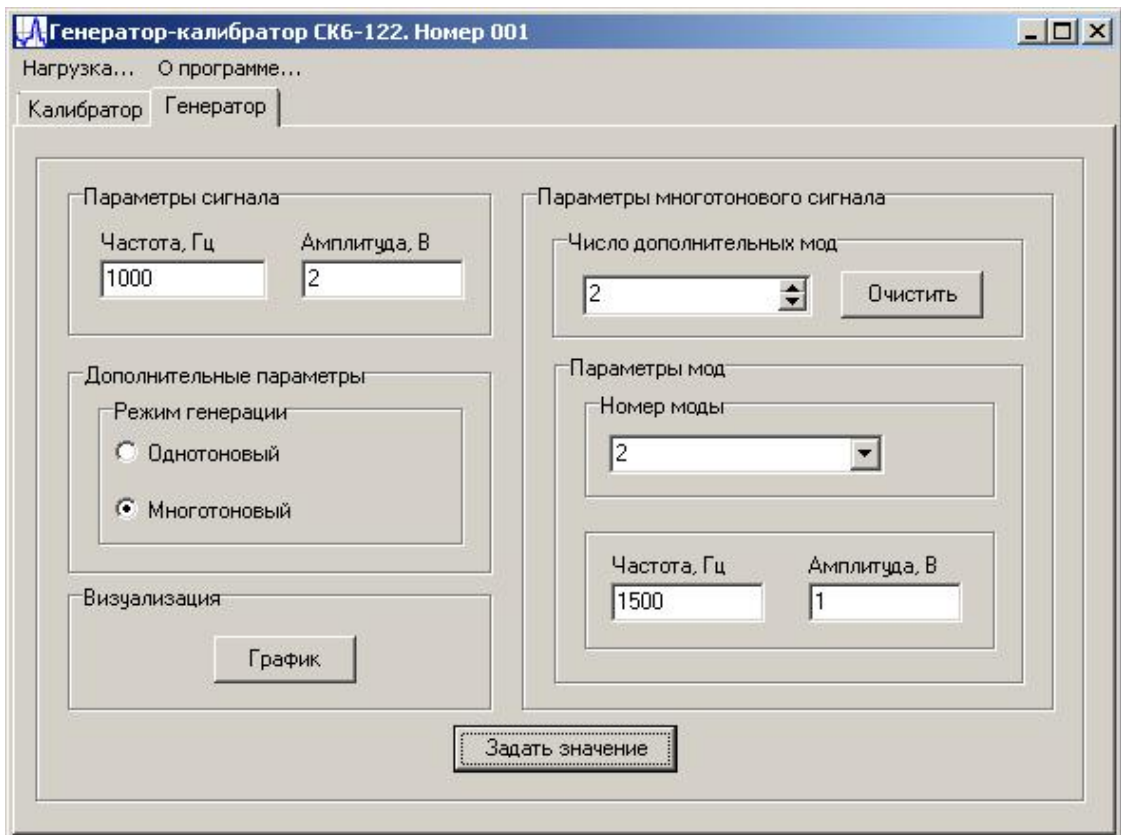 Генератор-калибратор СК6-122. Номер 001
Нагрузка... О программе...
Калибратор Генератор
Параметры сигнала
Частота, Гц Амплитуда, В
1000 2
Дополнительные параметры
Режим генерации
Однотоновый
Многотоновый
Визуализация
График
Параметры многотонового сигнала
Число дополнительных мод
2 Очистить
Параметры мод
Номер моды
2
Частота, Гц Амплитуда, В
1500 1
Задать значение